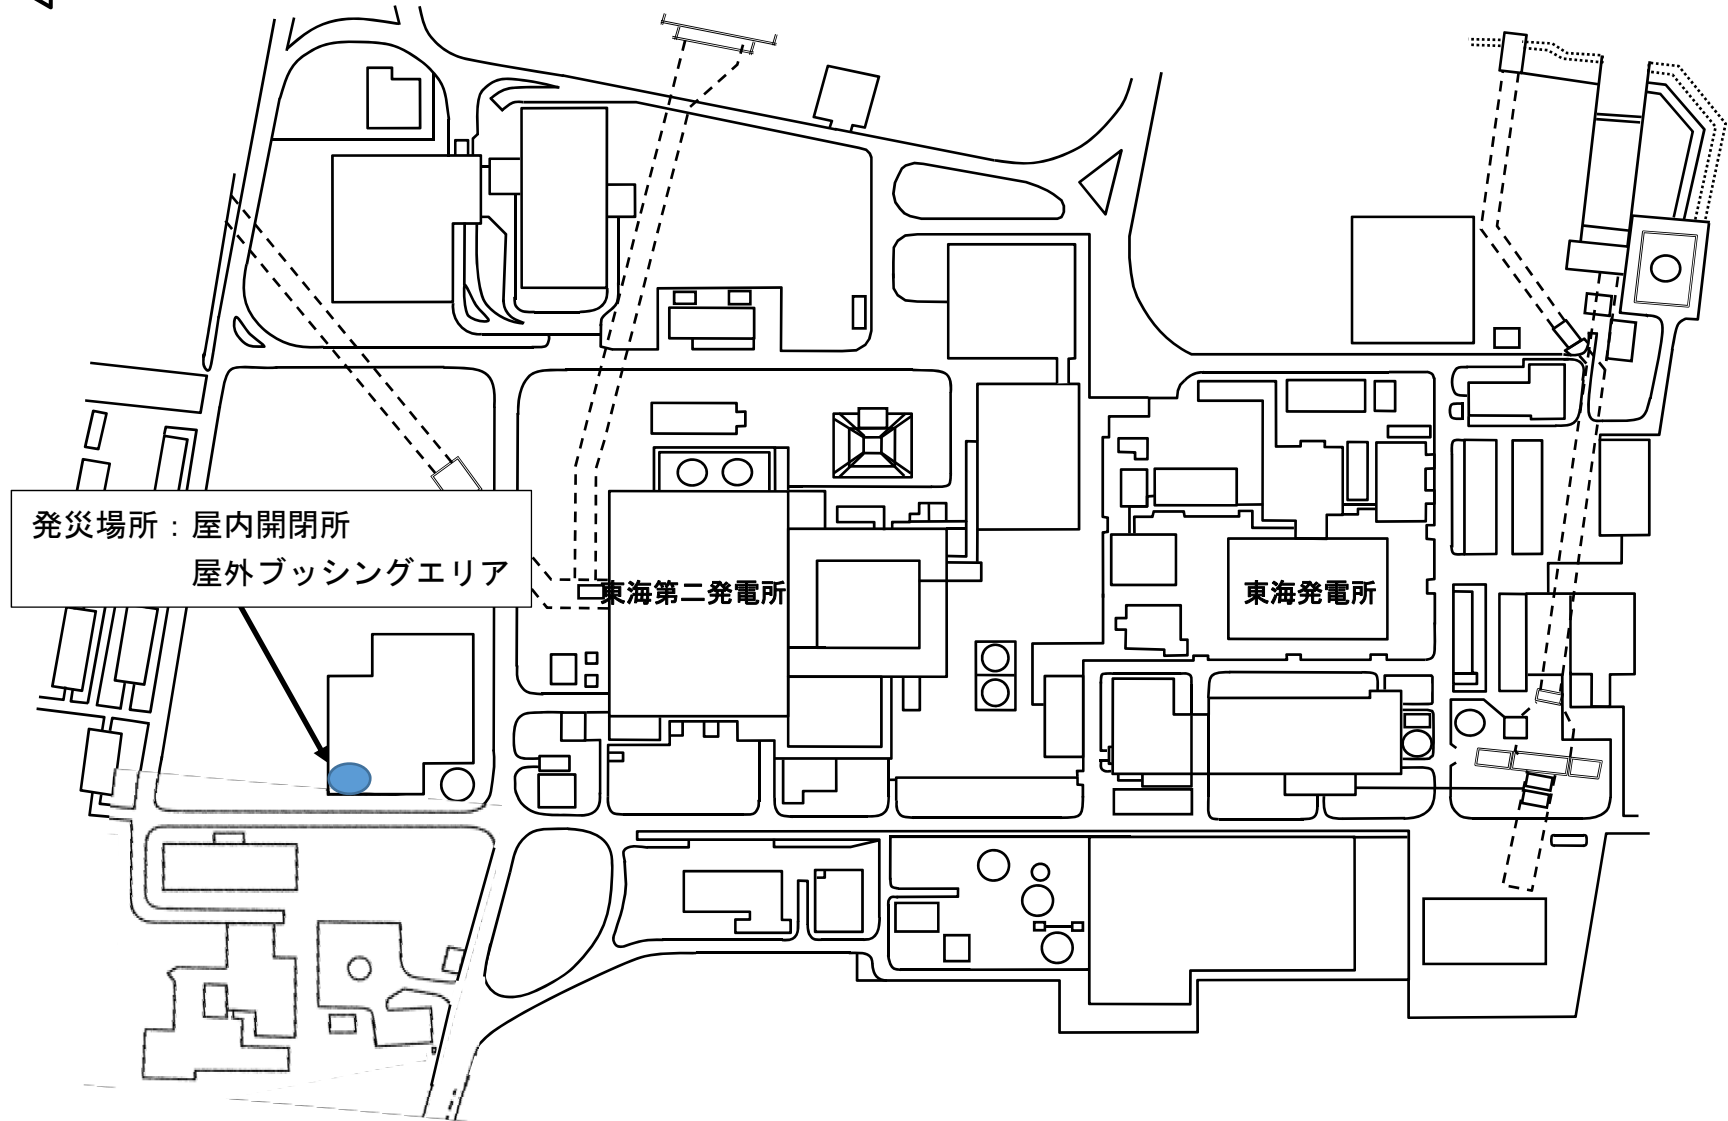 発災場所：屋内開閉所
屋外ブッシングエリア
東海第二発電所
東海発電所